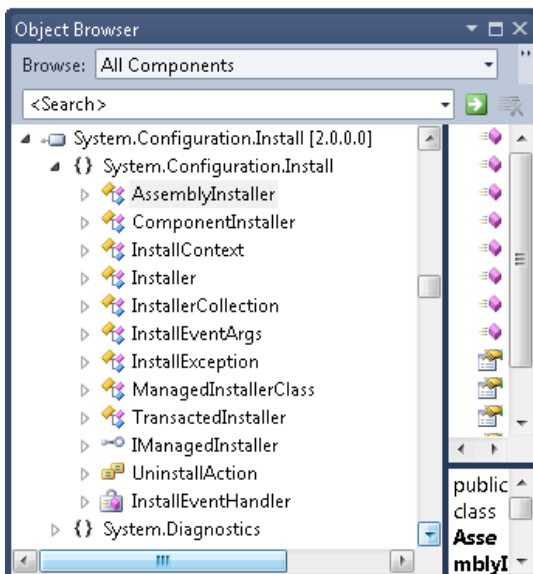 Object Browser
Browse: All Components
<Search>
System.Configuration.Install [2.0.0.0]
{} System.Configuration.Install
AssemblyInstaller
ComponentInstaller
InstallContext
Installer
InstallerCollection
InstallEventArgs
InstallException
ManagedInstallerClass
TransactedInstaller
IManagedInstaller
UninstallAction
InstallEventHandler
{} System.Diagnostics
public
class
Asse
mblyI